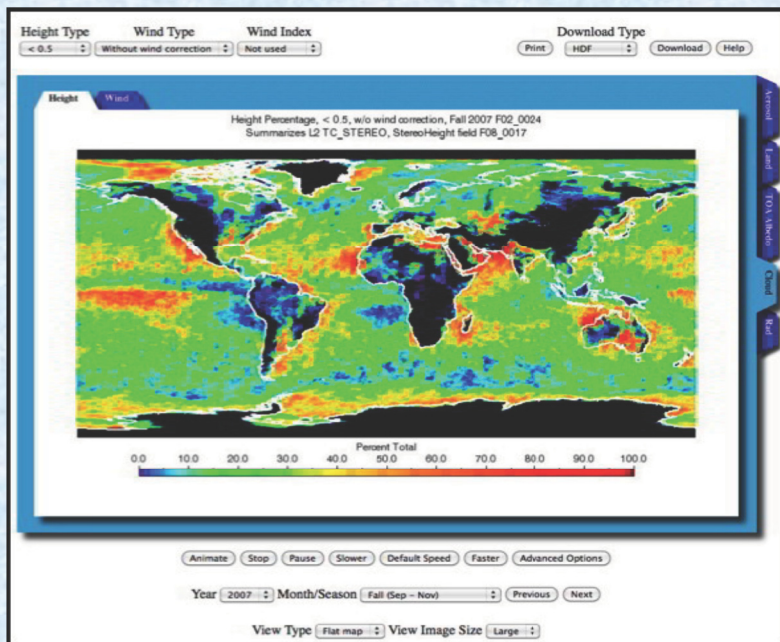 Height Type Wind Type Wind Index Download Type
< 0.5 Without wind correction Not used Print HDF Download Help
Height Wind
Height Percentage, < 0.5, w/o wind correction, Fall 2007 F02_0024
Summarizes L2 TC_STEREO, StereoHeight field F08_0017
Aerosol
Land
TOA Albedo
Cloud
Rad
Percent Total
0.0 10.0 20.0 30.0 40.0 50.0 60.0 70.0 80.0 90.0 100.0
Animate Stop Pause Slower Default Speed Faster Advanced Options
Year 2007 Month/Season Fall (Sep - Nov) Previous Next
View Type Flat map View Image Size Large